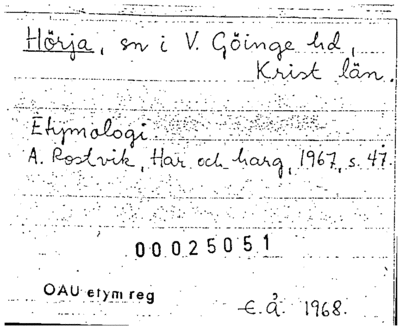 Hörja, sn i V. Göinge hd,
Krist län.
Etymologi
A. Rostvik, Har och harg, 1967, s. 47.
00025051
OAU etym reg
E.Å. 1968.